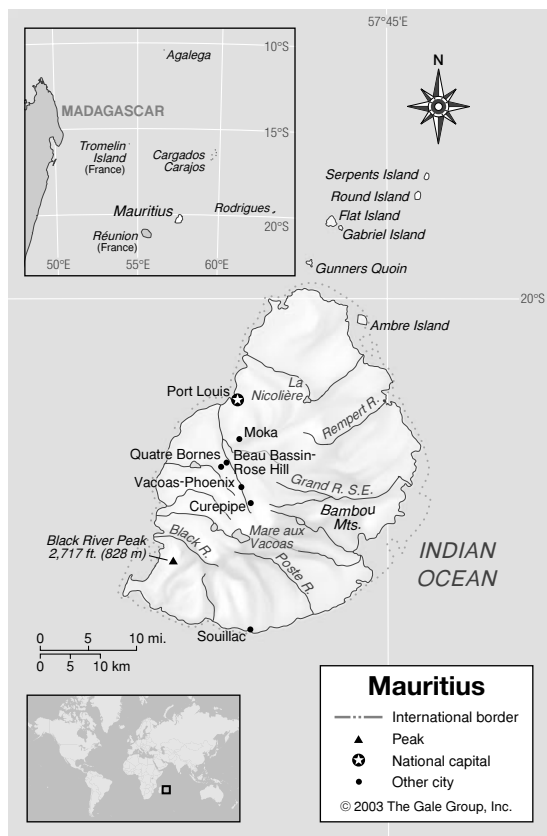 57°45'E
10°S
Agalega
MADAGASCAR
15°S
Tromelin
Island
(France)
Cargados
Carajos
Mauritius
Rodrigues
20°S
Réunion
(France)
50°E
55°E
60°E
N
Serpents Island
Round Island
Flat Island
Gabriel Island
Gunners Quoin
20°S
Ambre Island
Port Louis
La
Nicolière
Rempert R.
Moka
Quatre Bornes
Beau Bassin-
Rose Hill
Vacoas-Phoenix
Grand R. S.E.
Curepipe
Bambou
Mts.
Mare aux
Vacoas
Black R.
Black River Peak
2,717 ft. (828 m)
Poste R.
INDIAN
OCEAN
Souillac
0 5 10 mi.
0 5 10 km
Mauritius
International border
Peak
National capital
Other city
© 2003 The Gale Group, Inc.